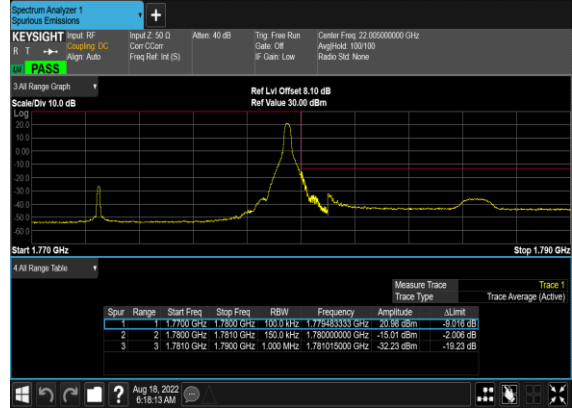 Spectrum Analyzer 1
Spurious Emissions
KEYSIGHT Input: RF Input Z: 50 Ω Atten: 40 dB Trig: Free Run Center Freq: 22.005000000 GHz
R T Coupling: DC Corr CCorr Gate: Off Avg|Hold: 100/100
Align: Auto Freq Ref: Int (S) IF Gain: Low Radio Std: None
PASS
3 All Range Graph
Ref Lvl Offset 8.10 dB
Scale/Div 10.0 dB Ref Value 30.00 dBm
Log
20.0
10.0
0.00
-10.0
-20.0
-30.0
-40.0
-50.0
-60.0
Start 1.770 GHz Stop 1.790 GHz
4 All Range Table
Measure Trace Trace 1
Trace Type Trace Average (Active)
Spur Range Start Freq Stop Freq RBW Frequency Amplitude ΔLimit
1 1 1.7700 GHz 1.7800 GHz 100.0 kHz 1.779483333 GHz 20.98 dBm -9.016 dB
2 2 1.7800 GHz 1.7810 GHz 150.0 kHz 1.780000000 GHz -15.01 dBm -2.006 dB
3 3 1.7810 GHz 1.7900 GHz 1.000 MHz 1.781015000 GHz -32.23 dBm -19.23 dB
? Aug 18, 2022
6:18:13 AM